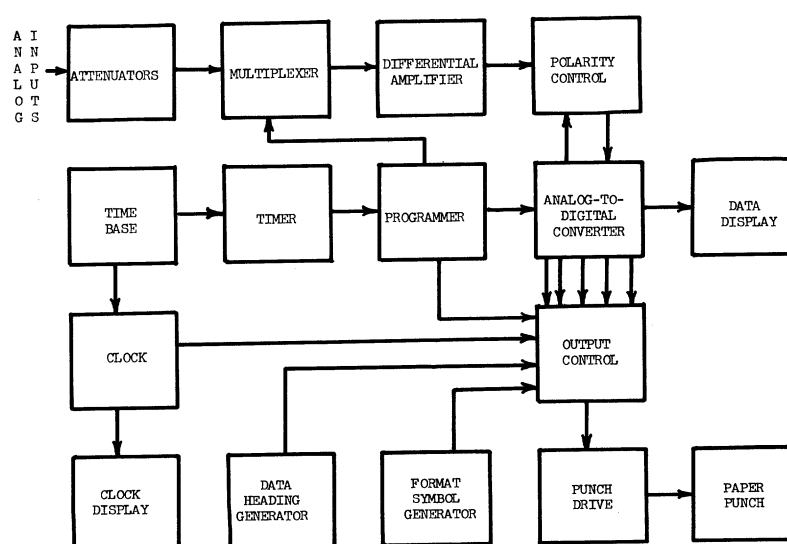 ANALOG
INPUTS
ATTENUATORS
MULTIPLEXER
DIFFERENTIAL
AMPLIFIER
POLARITY
CONTROL
TIME
BASE
TIMER
PROGRAMMER
ANALOG-TO-
DIGITAL
CONVERTER
DATA
DISPLAY
CLOCK
OUTPUT
CONTROL
CLOCK
DISPLAY
DATA
HEADING
GENERATOR
FORMAT
SYMBOL
GENERATOR
PUNCH
DRIVE
PAPER
PUNCH